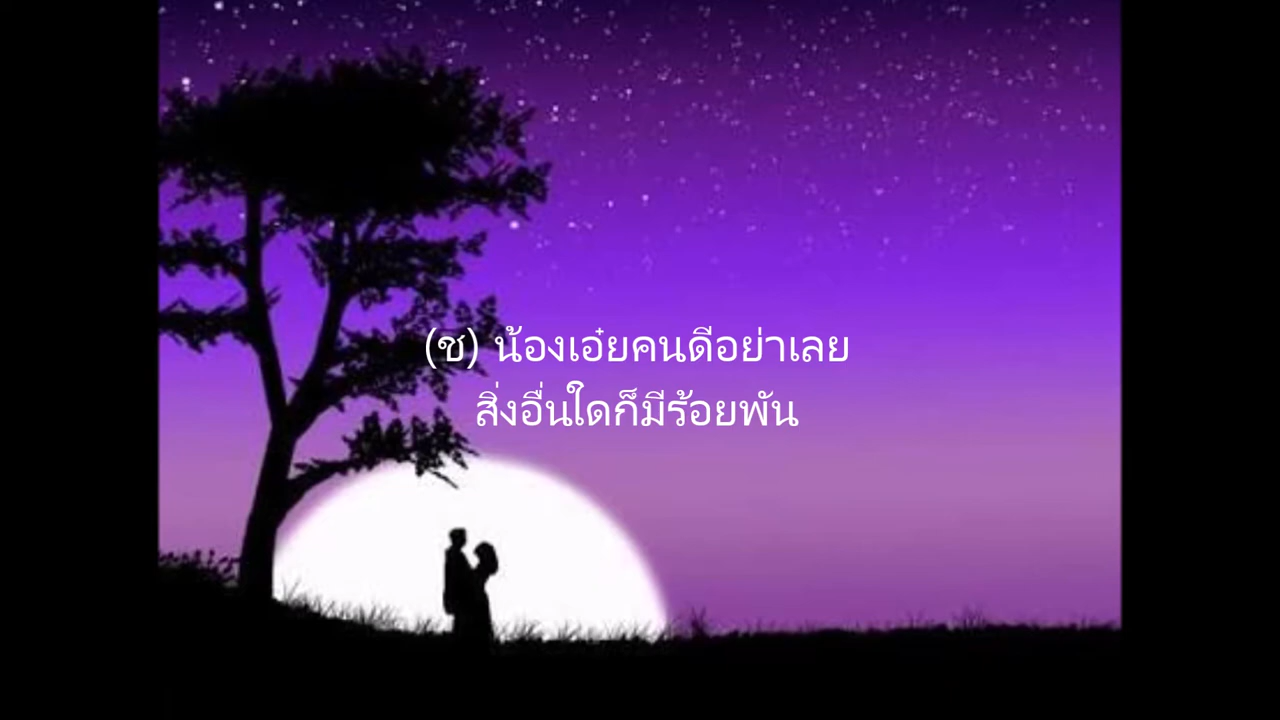 (ช) น้องเอ๋ยคนดีอย่าเลย
สิ่งอื่นใดก็มีร้อยพัน